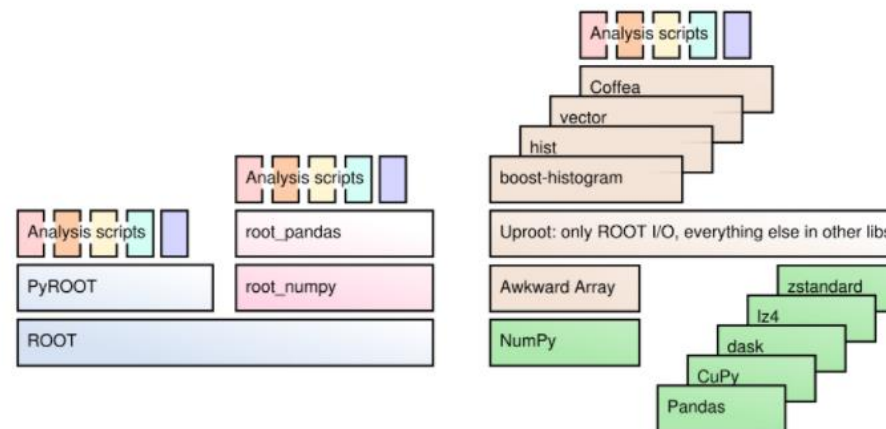 Analysis scripts
PyROOT
ROOT
Analysis scripts
root_pandas
root_numpy
Analysis scripts
Coffea
vector
hist
boost-histogram
Uproot: only ROOT I/O, everything else in other libs
Awkward Array
NumPy
zstandard
lz4
dask
CuPy
Pandas